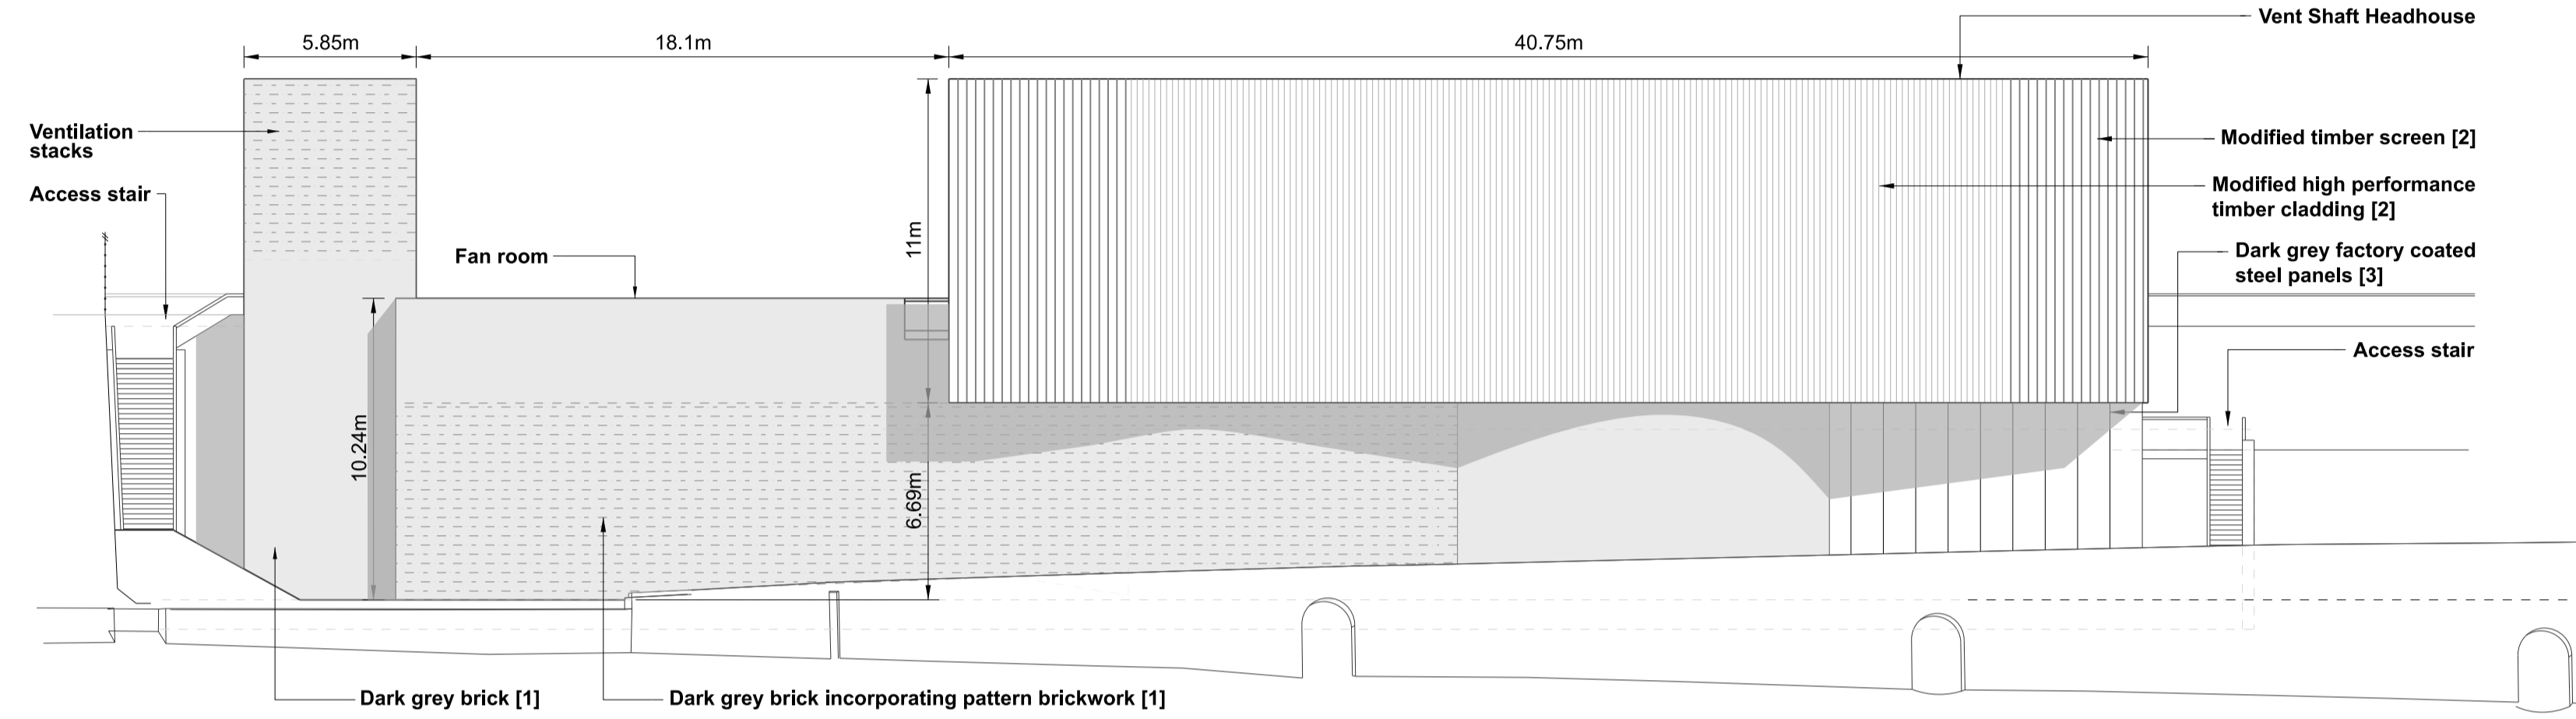 Vent Shaft Headhouse
5.85m
18.1m
40.75m
Ventilation
stacks
Modified timber screen [2]
Access stair
Modified high performance
timber cladding [2]
11m
Fan room
Dark grey factory coated
steel panels [3]
Access stair
10.24m
6.69m
Dark grey brick [1]
Dark grey brick incorporating pattern brickwork [1]